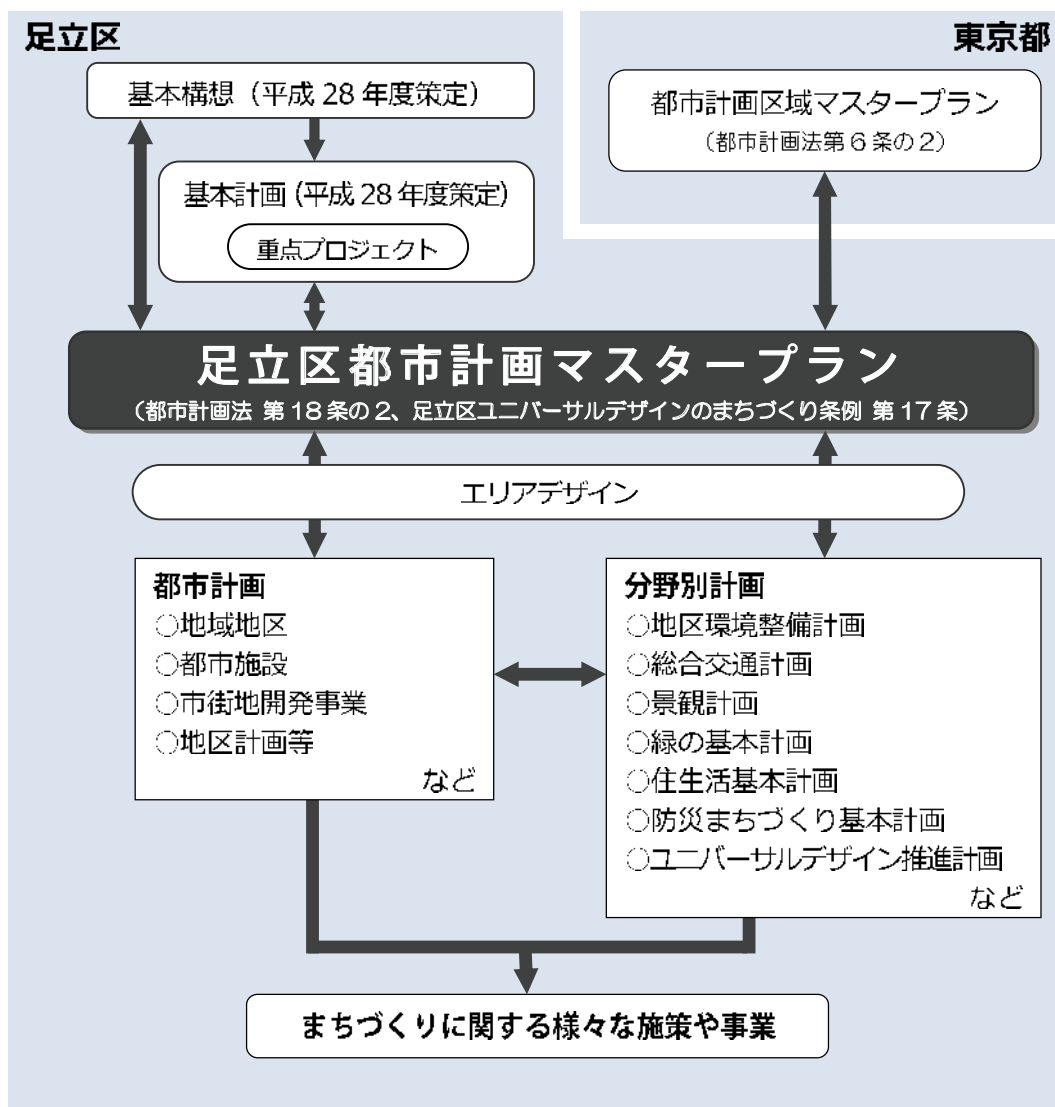 足立区
東京都
基本構想（平成 28 年度策定）
都市計画区域マスタープラン
（都市計画法第６条の２）
基本計画（平成 28 年度策定）
重点プロジェクト
足立区都市計画マスタープラン
（都市計画法 第 18 条の２、足立区ユニバーサルデザインのまちづくり条例 第 17 条）
エリアデザイン
都市計画
○地域地区
○都市施設
○市街地開発事業
○地区計画等
など
分野別計画
○地区環境整備計画
○総合交通計画
○景観計画
○緑の基本計画
○住生活基本計画
○防災まちづくり基本計画
○ユニバーサルデザイン推進計画
など
まちづくりに関する様々な施策や事業